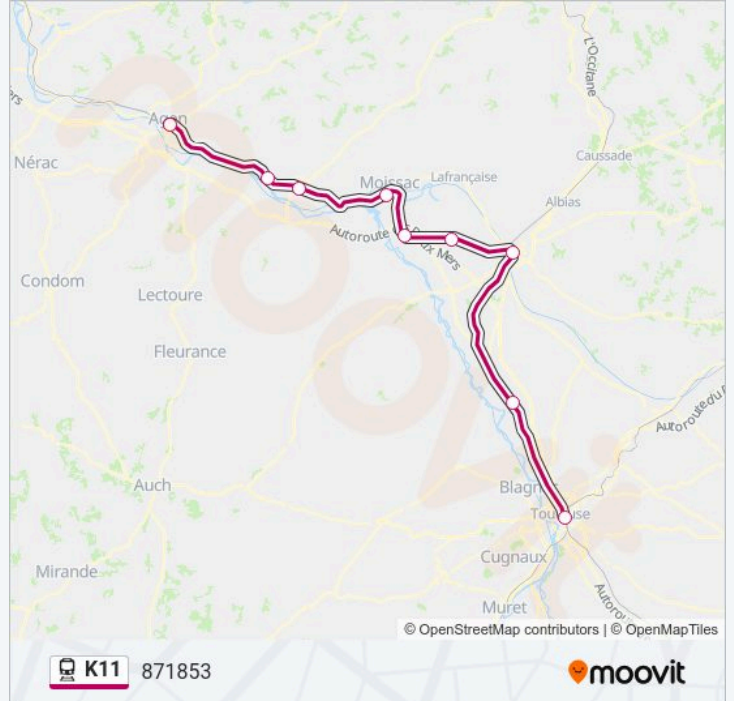 L'Occitane
Agen
Nérac
Caussade
Moissac
Lafrançaise
Albias
Autoroute des Deux Mers
Condom
Lectoure
Fleurance
Autoroute du
Auch
Blagnac
Toulouse
Cugnaux
Mirande
Muret
Autorou
© OpenStreetMap contributors | © OpenMapTiles
K11 871853
moovit